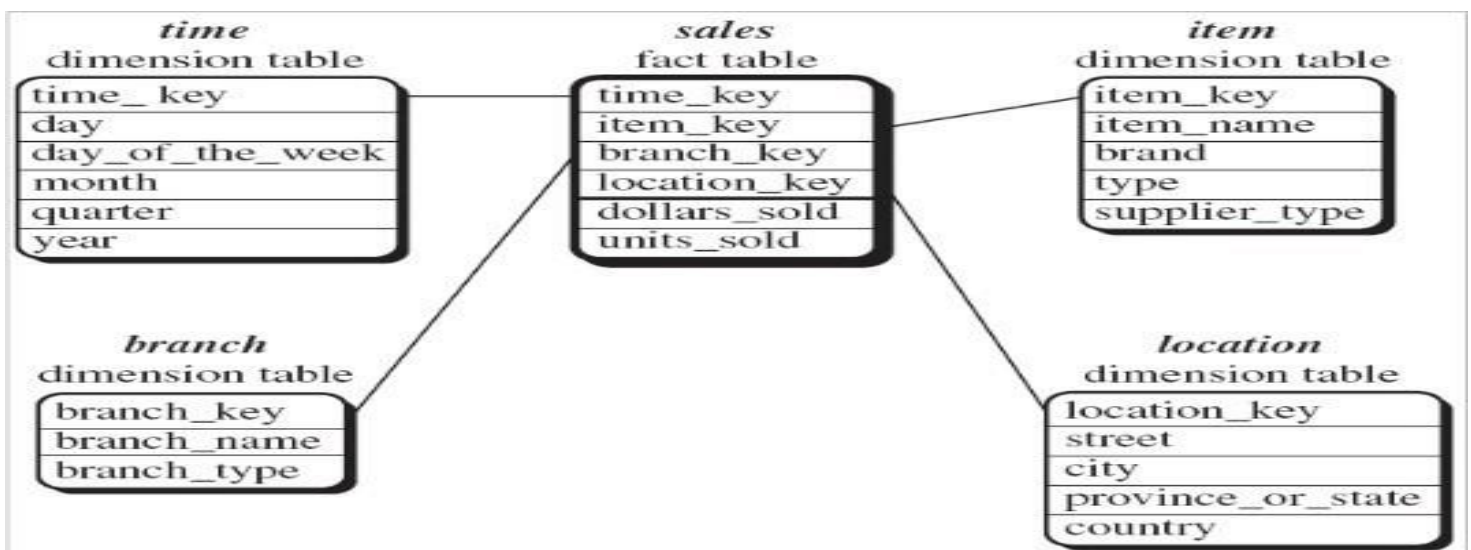 time
dimension table
time_ key
day
day_of_the_week
month
quarter
year
sales
fact table
time_key
item_key
branch_key
location_key
dollars_sold
units_sold
item
dimension table
item_key
item_name
brand
type
supplier_type
branch
dimension table
branch_key
branch_name
branch_type
location
dimension table
location_key
street
city
province_or_state
country